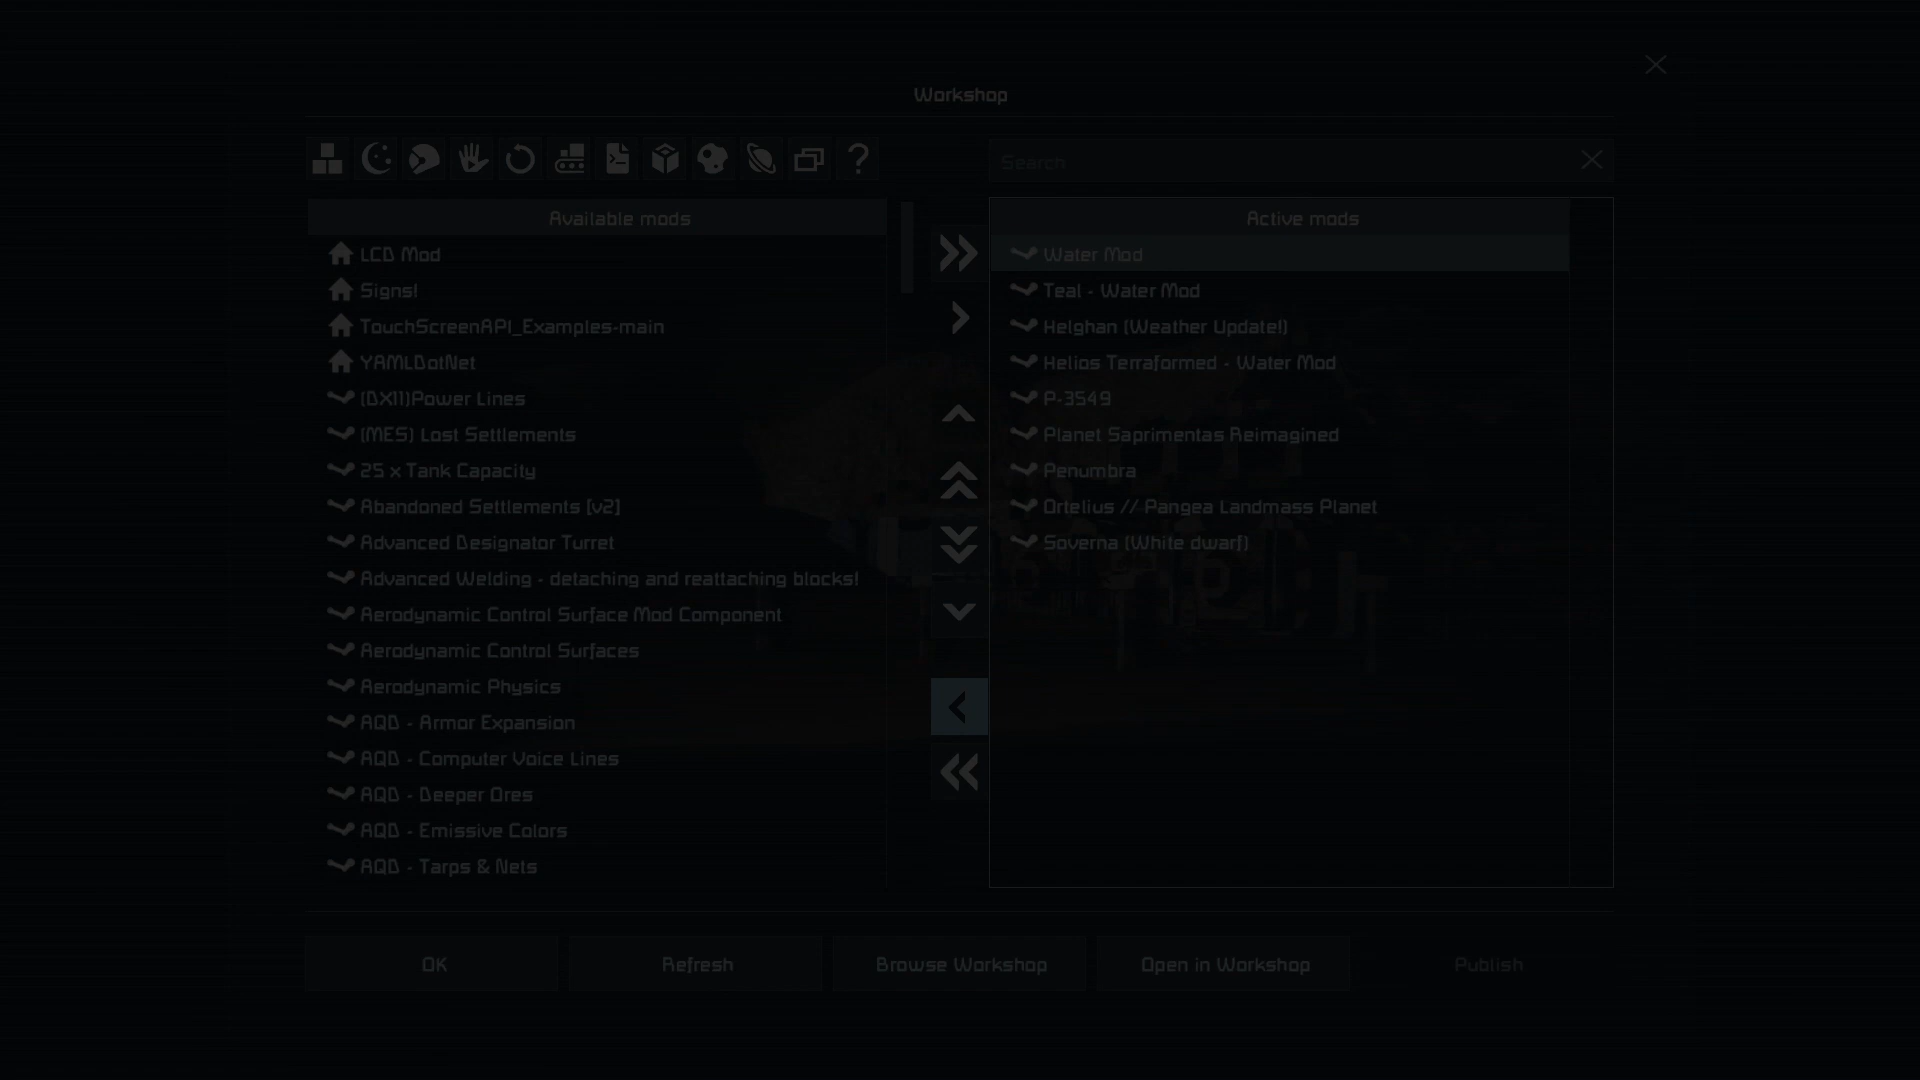 Workshop
Search
Available mods
LCD Mod
Signs!
TouchScreenAPI_Examples-main
YAMLDotNet
(DX11)Power Lines
(MES) Lost Settlements
25 x Tank Capacity
Abandoned Settlements [v2]
Advanced Designator Turret
Advanced Welding - detaching and reattaching blocks!
Aerodynamic Control Surface Mod Component
Aerodynamic Control Surfaces
Aerodynamic Physics
AQD - Armor Expansion
AQD - Computer Voice Lines
AQD - Deeper Ores
AQD - Emissive Colors
AQD - Tarps & Nets
Active mods
Water Mod
Teal - Water Mod
Helghan (Weather Update!)
Helios Terraformed - Water Mod
P-3549
Planet Saprimentas Reimagined
Penumbra
Ortelius // Pangea Landmass Planet
Soverna (White dwarf)
OK
Refresh
Browse Workshop
Open in Workshop
Publish